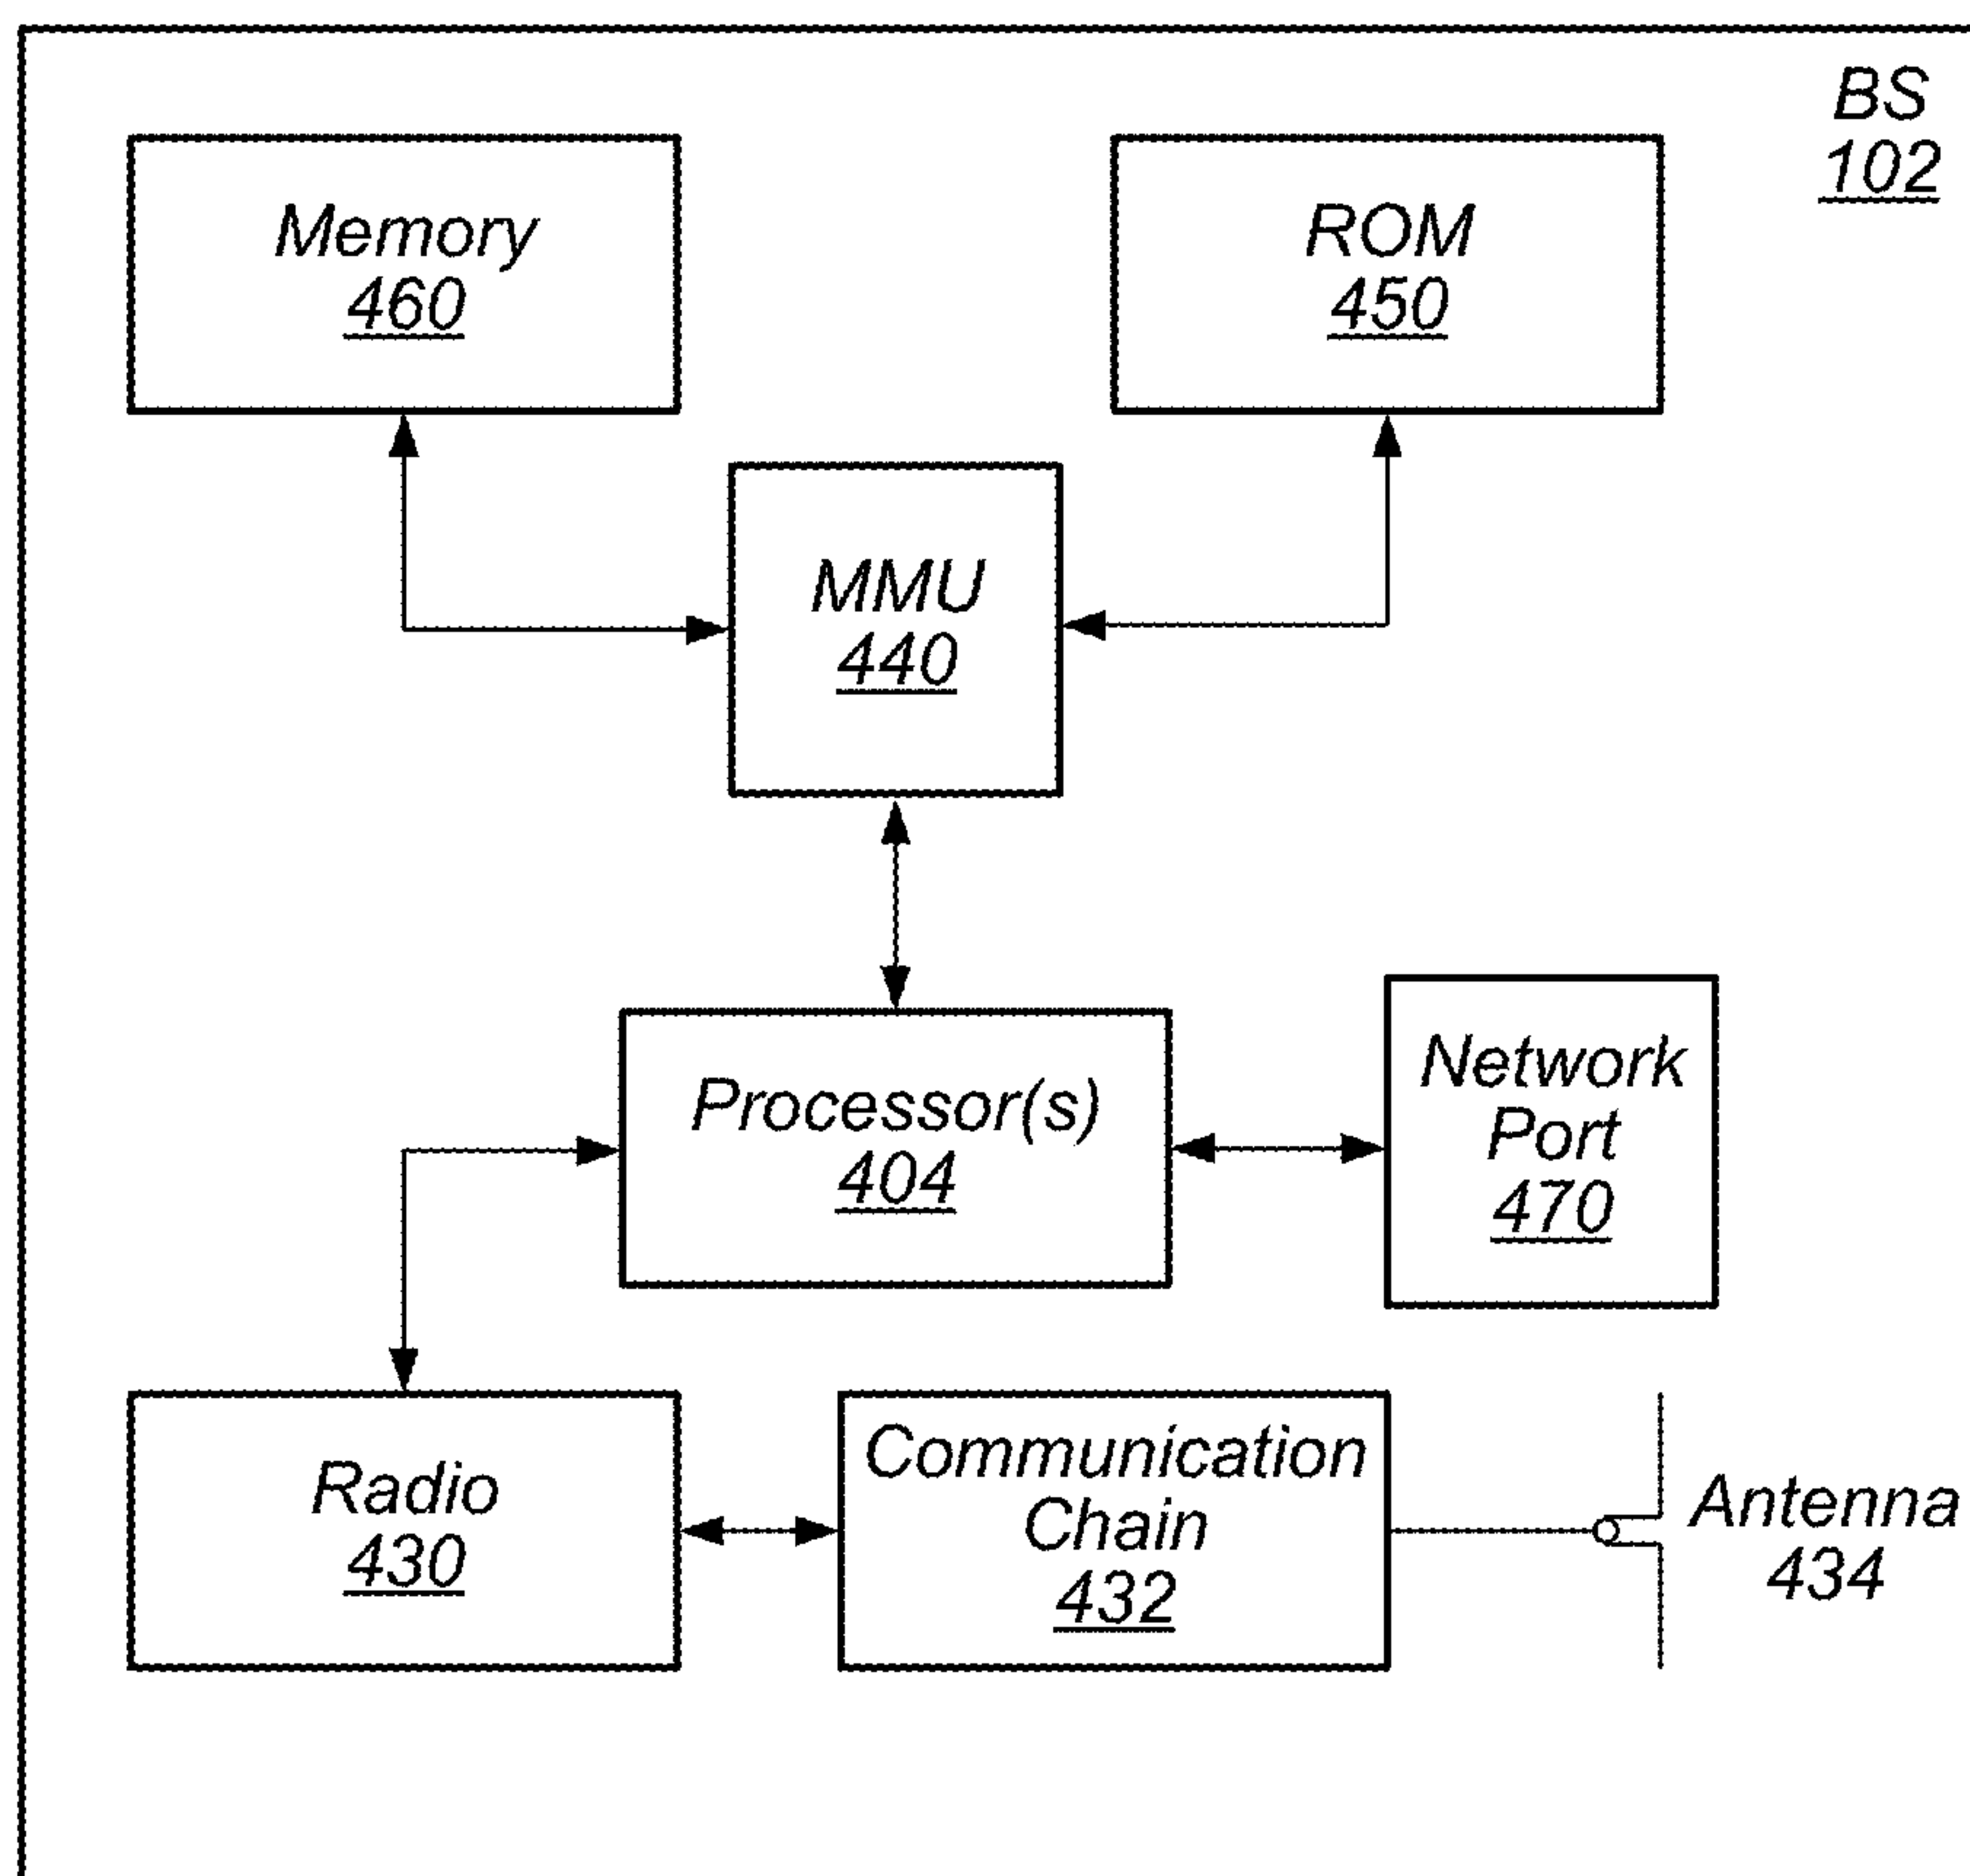 BS
102
Memory
460
ROM
450
MMU
440
Processor(s)
404
Network
Port
470
Radio
430
Communication
Chain
432
Antenna
434